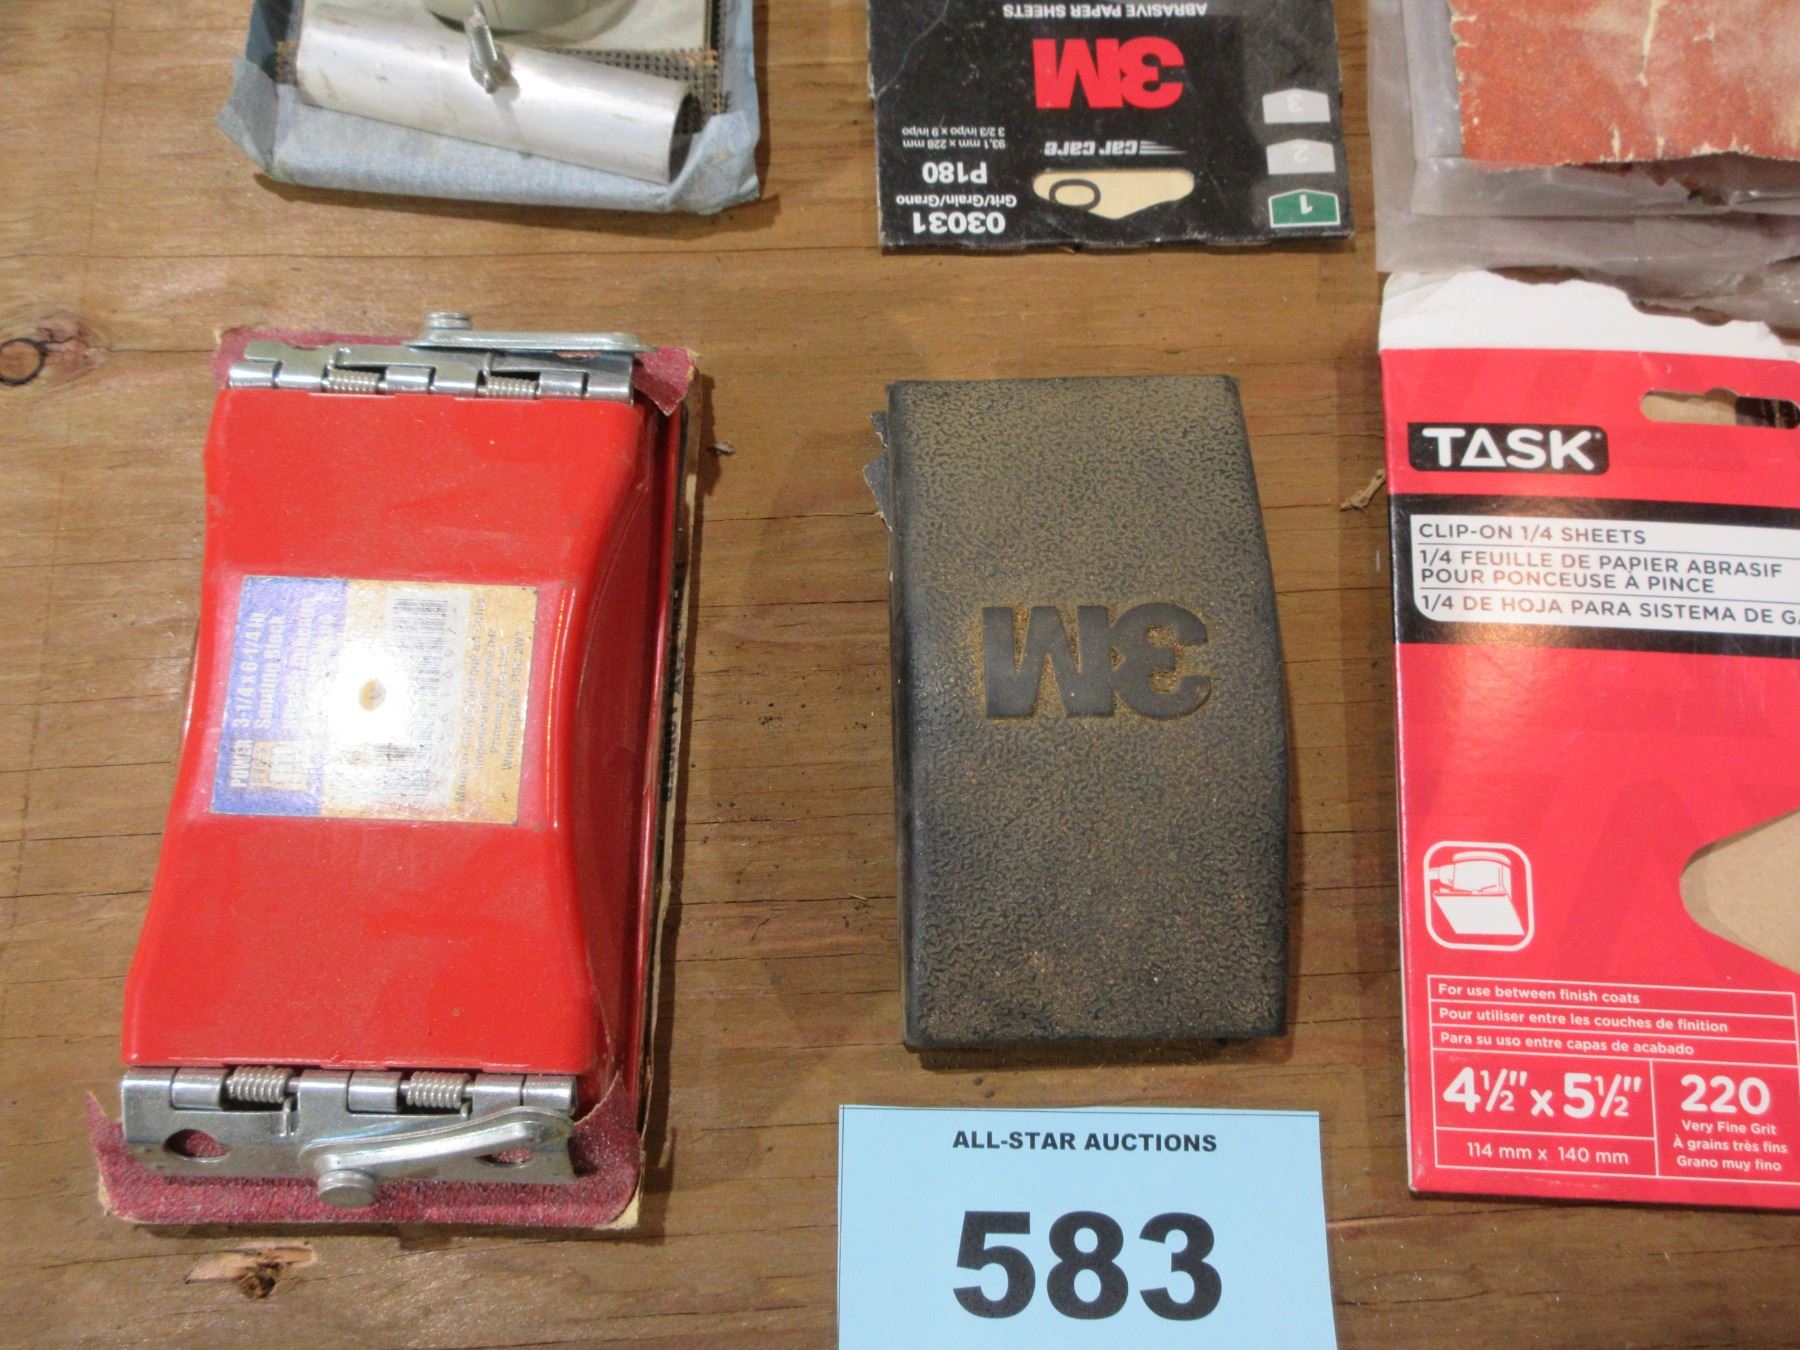 ABRASIVE PAPER SHEETS
3M
car care
93,1 mm x 228 mm
3 2/3 in/po x 9 in/po
P180
Grit/Grain/Grano
03031
3
2
1
POWER
3-1/4 x 6-1/4 in
Sanding Block
3M
TASK
CLIP-ON 1/4 SHEETS
1/4 FEUILLE DE PAPIER ABRASIF
POUR PONCEUSE À PINCE
1/4 DE HOJA PARA SISTEMA DE
For use between finish coats
Pour utiliser entre les couches de finition
Para su uso entre capas de acabado
4½" x 5½"
114 mm x 140 mm
220
Very Fine Grit
À grains très fins
Grano muy fino
ALL-STAR AUCTIONS
583